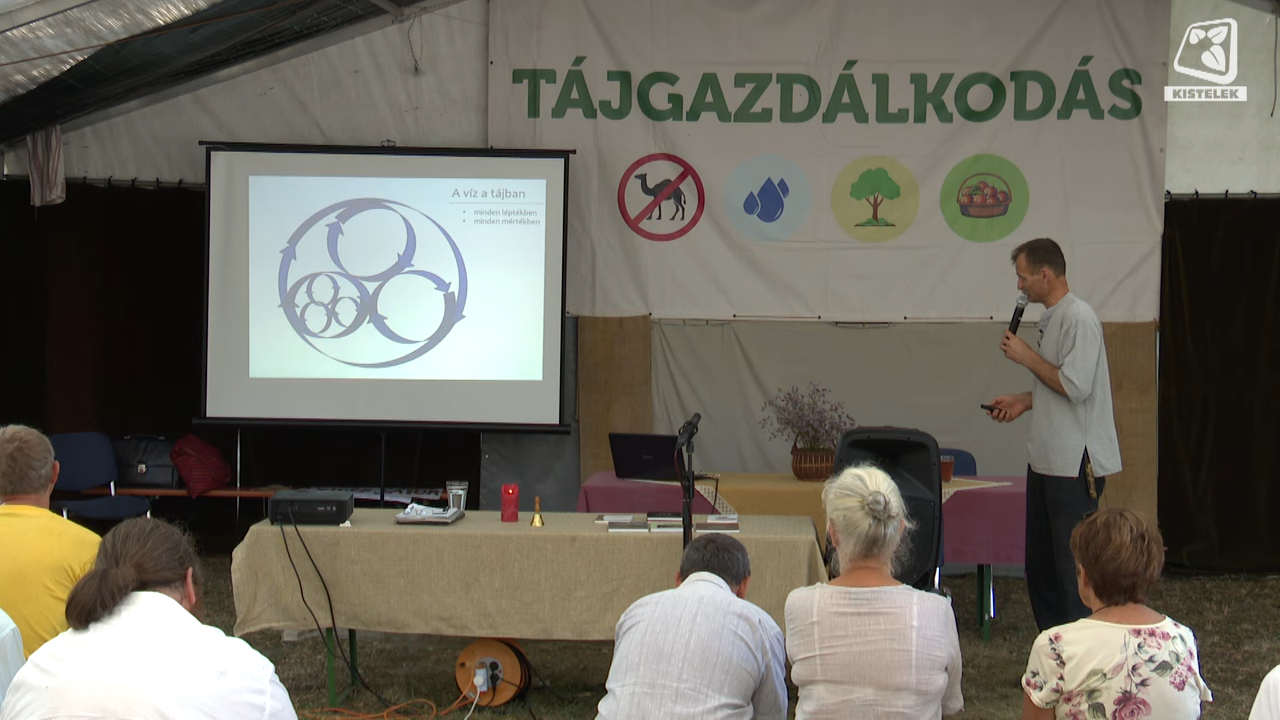 TÁJGAZDÁLKODÁS
KISTELEK
A víz a tájban
• minden léptékben
• minden mértékben